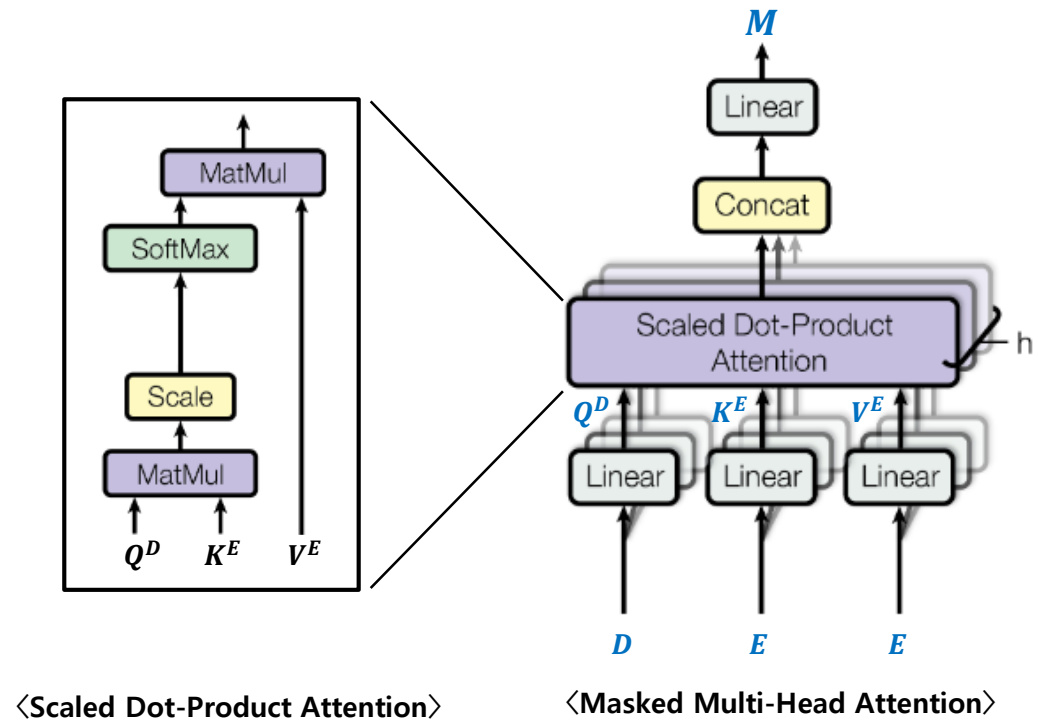 MatMul
SoftMax
Scale
MatMul
Q^D K^E V^E
〈Scaled Dot-Product Attention〉
M
Linear
Concat
Scaled Dot-Product
Attention
h
Q^D K^E V^E
Linear Linear Linear
D E E
〈Masked Multi-Head Attention〉